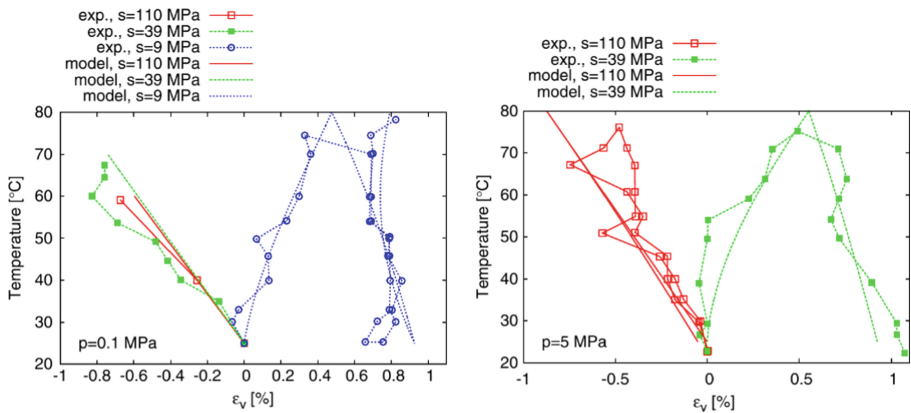 exp., s=110 MPa
exp., s=39 MPa
exp., s=9 MPa
model, s=110 MPa
model, s=39 MPa
model, s=9 MPa
80
70
60
50
40
30
20
Temperature [°C]
p=0.1 MPa
-1 -0.8 -0.6 -0.4 -0.2 0 0.2 0.4 0.6 0.8 1
εv [%]
exp., s=110 MPa
exp., s=39 MPa
model, s=110 MPa
model, s=39 MPa
80
70
60
50
40
30
20
Temperature [°C]
p=5 MPa
-1 -0.5 0 0.5 1
εv [%]